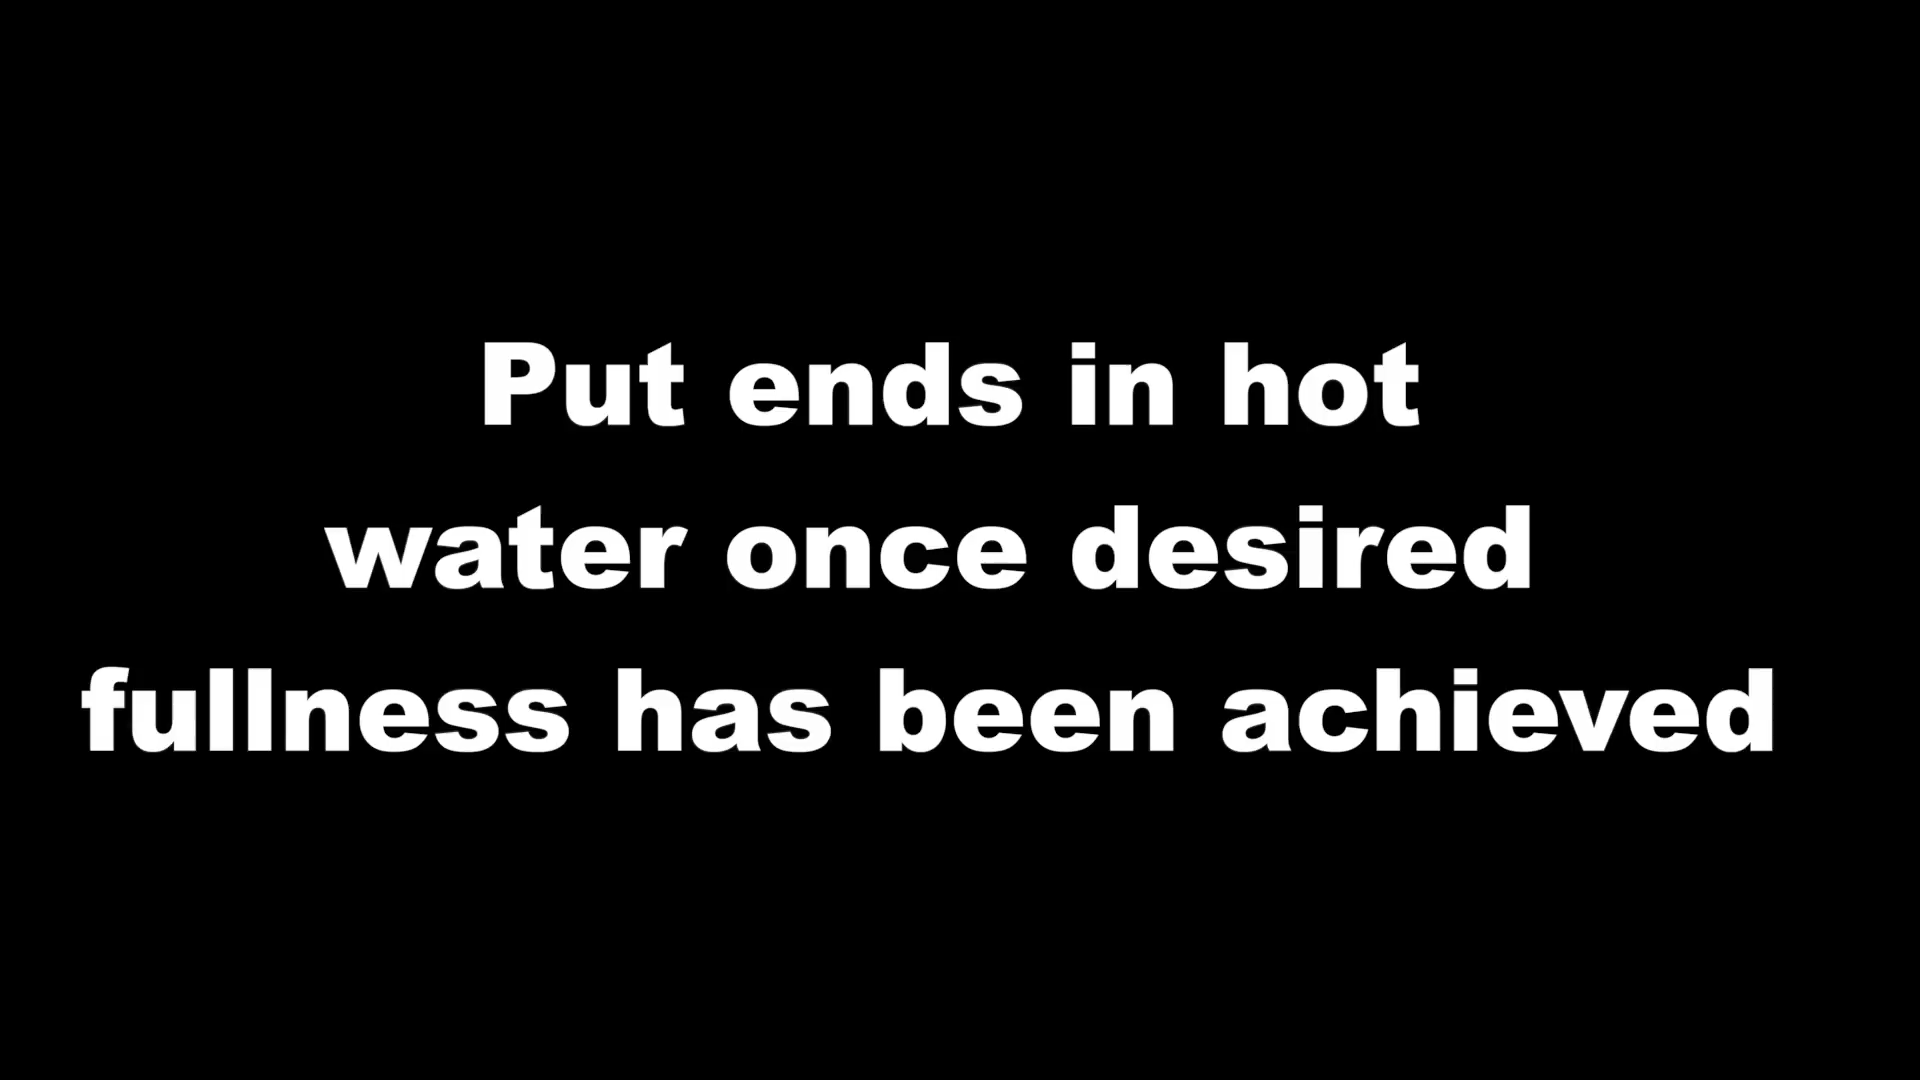 Put ends in hot
water once desired
fullness has been achieved